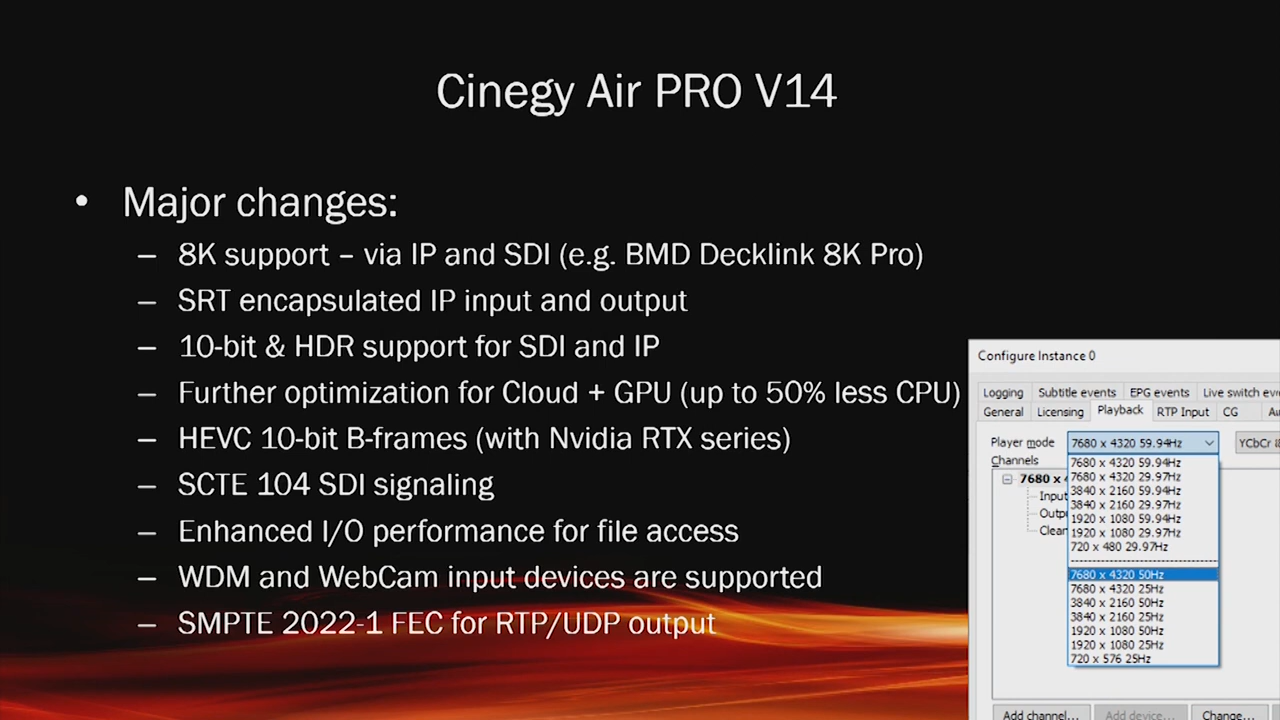 Cinegy Air PRO V14
• Major changes:
– 8K support – via IP and SDI (e.g. BMD Decklink 8K Pro)
– SRT encapsulated IP input and output
– 10-bit & HDR support for SDI and IP
– Further optimization for Cloud + GPU (up to 50% less CPU)
– HEVC 10-bit B-frames (with Nvidia RTX series)
– SCTE 104 SDI signaling
– Enhanced I/O performance for file access
– WDM and WebCam input devices are supported
– SMPTE 2022-1 FEC for RTP/UDP output
Configure Instance 0
Logging Subtitle events EPG events Live switch eve
General Licensing Playback RTP Input CG
Player mode 7680 x 4320 59.94Hz YCbCr
Channels
7680 x 4320 59.94Hz
7680 x 4320 29.97Hz
3840 x 2160 59.94Hz
3840 x 2160 29.97Hz
1920 x 1080 59.94Hz
1920 x 1080 29.97Hz
720 x 480 29.97Hz
7680 x 4320 50Hz
7680 x 4320 25Hz
3840 x 2160 50Hz
3840 x 2160 25Hz
1920 x 1080 50Hz
1920 x 1080 25Hz
720 x 576 25Hz
7680 x 4
Inpu
Outp
Clear
Add channel... Add device... Change...